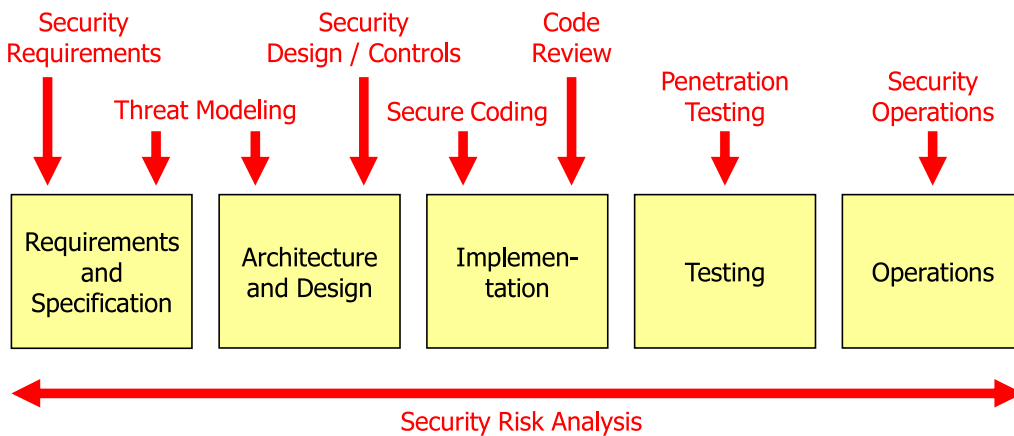 Security
Requirements
Threat Modeling
Security
Design / Controls
Secure Coding
Code
Review
Penetration
Testing
Security
Operations
Requirements
and
Specification
Architecture
and Design
Implemen-
tation
Testing
Operations
Security Risk Analysis